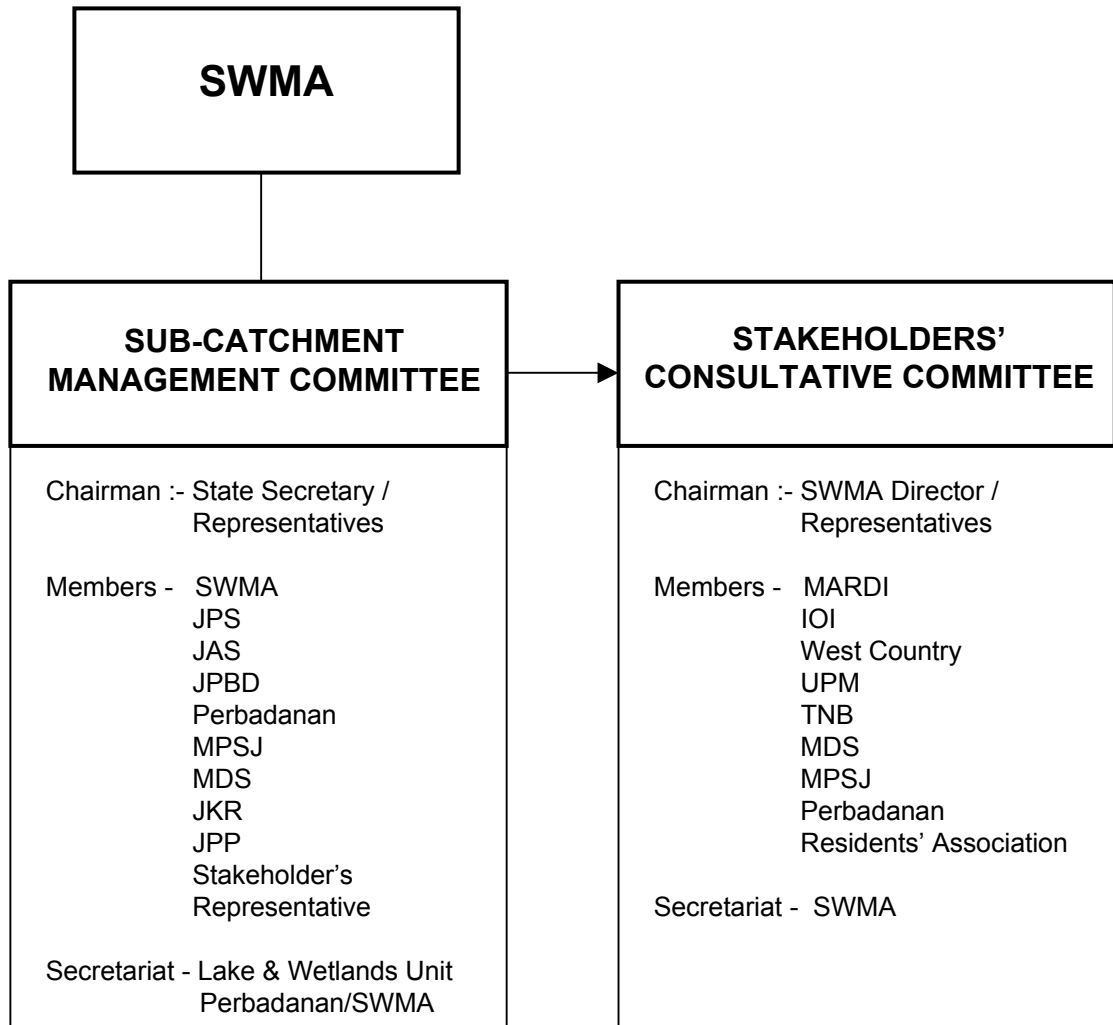 SWMA
SUB-CATCHMENT
MANAGEMENT COMMITTEE
Chairman :- State Secretary /
Representatives
Members - SWMA
JPS
JAS
JPBD
Perbadanan
MPSJ
MDS
JKR
JPP
Stakeholder's
Representative
Secretariat - Lake & Wetlands Unit
Perbadanan/SWMA
STAKEHOLDERS’
CONSULTATIVE COMMITTEE
Chairman :- SWMA Director /
Representatives
Members - MARDI
IOI
West Country
UPM
TNB
MDS
MPSJ
Perbadanan
Residents’ Association
Secretariat - SWMA